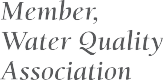 Member,
Water Quality
Association